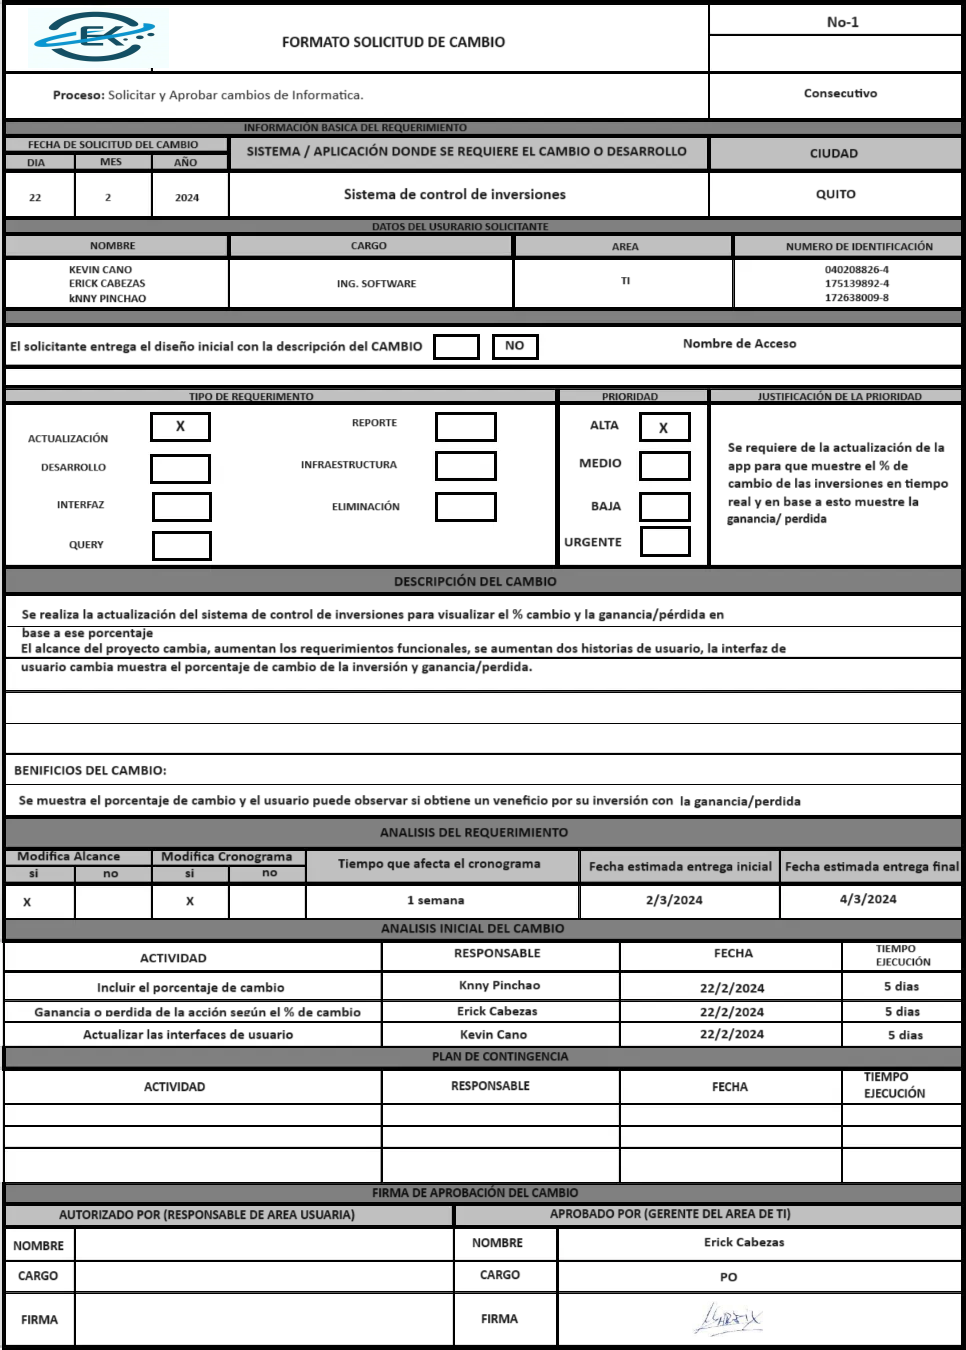 EK
FORMATO SOLICITUD DE CAMBIO
No-1
Proceso: Solicitar y Aprobar cambios de Informatica.
Consecutivo
INFORMACIÓN BASICA DEL REQUERIMIENTO
FECHA DE SOLICITUD DEL CAMBIO
SISTEMA / APLICACIÓN DONDE SE REQUIERE EL CAMBIO O DESARROLLO
CIUDAD
DIA MES AÑO
22 2 2024
Sistema de control de inversiones
QUITO
DATOS DEL USURARIO SOLICITANTE
NOMBRE CARGO AREA NUMERO DE IDENTIFICACIÓN
KEVIN CANO 040208826-4
ERICK CABEZAS ING. SOFTWARE TI 175139892-4
kNNY PINCHAO 172638009-8
El solicitante entrega el diseño inicial con la descripción del CAMBIO NO Nombre de Acceso
TIPO DE REQUERIMENTO PRIORIDAD JUSTIFICACIÓN DE LA PRIORIDAD
ACTUALIZACIÓN X REPORTE ALTA X
DESARROLLO INFRAESTRUCTURA MEDIO
INTERFAZ ELIMINACIÓN BAJA
QUERY URGENTE
Se requiere de la actualización de la
app para que muestre el % de
cambio de las inversiones en tiempo
real y en base a esto muestre la
ganancia/ perdida
DESCRIPCIÓN DEL CAMBIO
Se realiza la actualización del sistema de control de inversiones para visualizar el % cambio y la ganancia/pérdida en
base a ese porcentaje
El alcance del proyecto cambia, aumentan los requerimientos funcionales, se aumentan dos historias de usuario, la interfaz de
usuario cambia muestra el porcentaje de cambio de la inversión y ganancia/perdida.
BENIFICIOS DEL CAMBIO:
Se muestra el porcentaje de cambio y el usuario puede observar si obtiene un veneficio por su inversión con la ganancia/perdida
ANALISIS DEL REQUERIMIENTO
Modifica Alcance Modifica Cronograma Tiempo que afecta el cronograma Fecha estimada entrega inicial Fecha estimada entrega final
si no si no
X X 1 semana 2/3/2024 4/3/2024
ANALISIS INICIAL DEL CAMBIO
ACTIVIDAD RESPONSABLE FECHA TIEMPO
EJECUCIÓN
Incluir el porcentaje de cambio Knny Pinchao 22/2/2024 5 dias
Ganancia o perdida de la acción según el % de cambio Erick Cabezas 22/2/2024 5 dias
Actualizar las interfaces de usuario Kevin Cano 22/2/2024 5 dias
PLAN DE CONTINGENCIA
ACTIVIDAD RESPONSABLE FECHA TIEMPO
EJECUCIÓN
FIRMA DE APROBACIÓN DEL CAMBIO
AUTORIZADO POR (RESPONSABLE DE AREA USUARIA) APROBADO POR (GERENTE DEL AREA DE TI)
NOMBRE NOMBRE Erick Cabezas
CARGO CARGO PO
FIRMA FIRMA